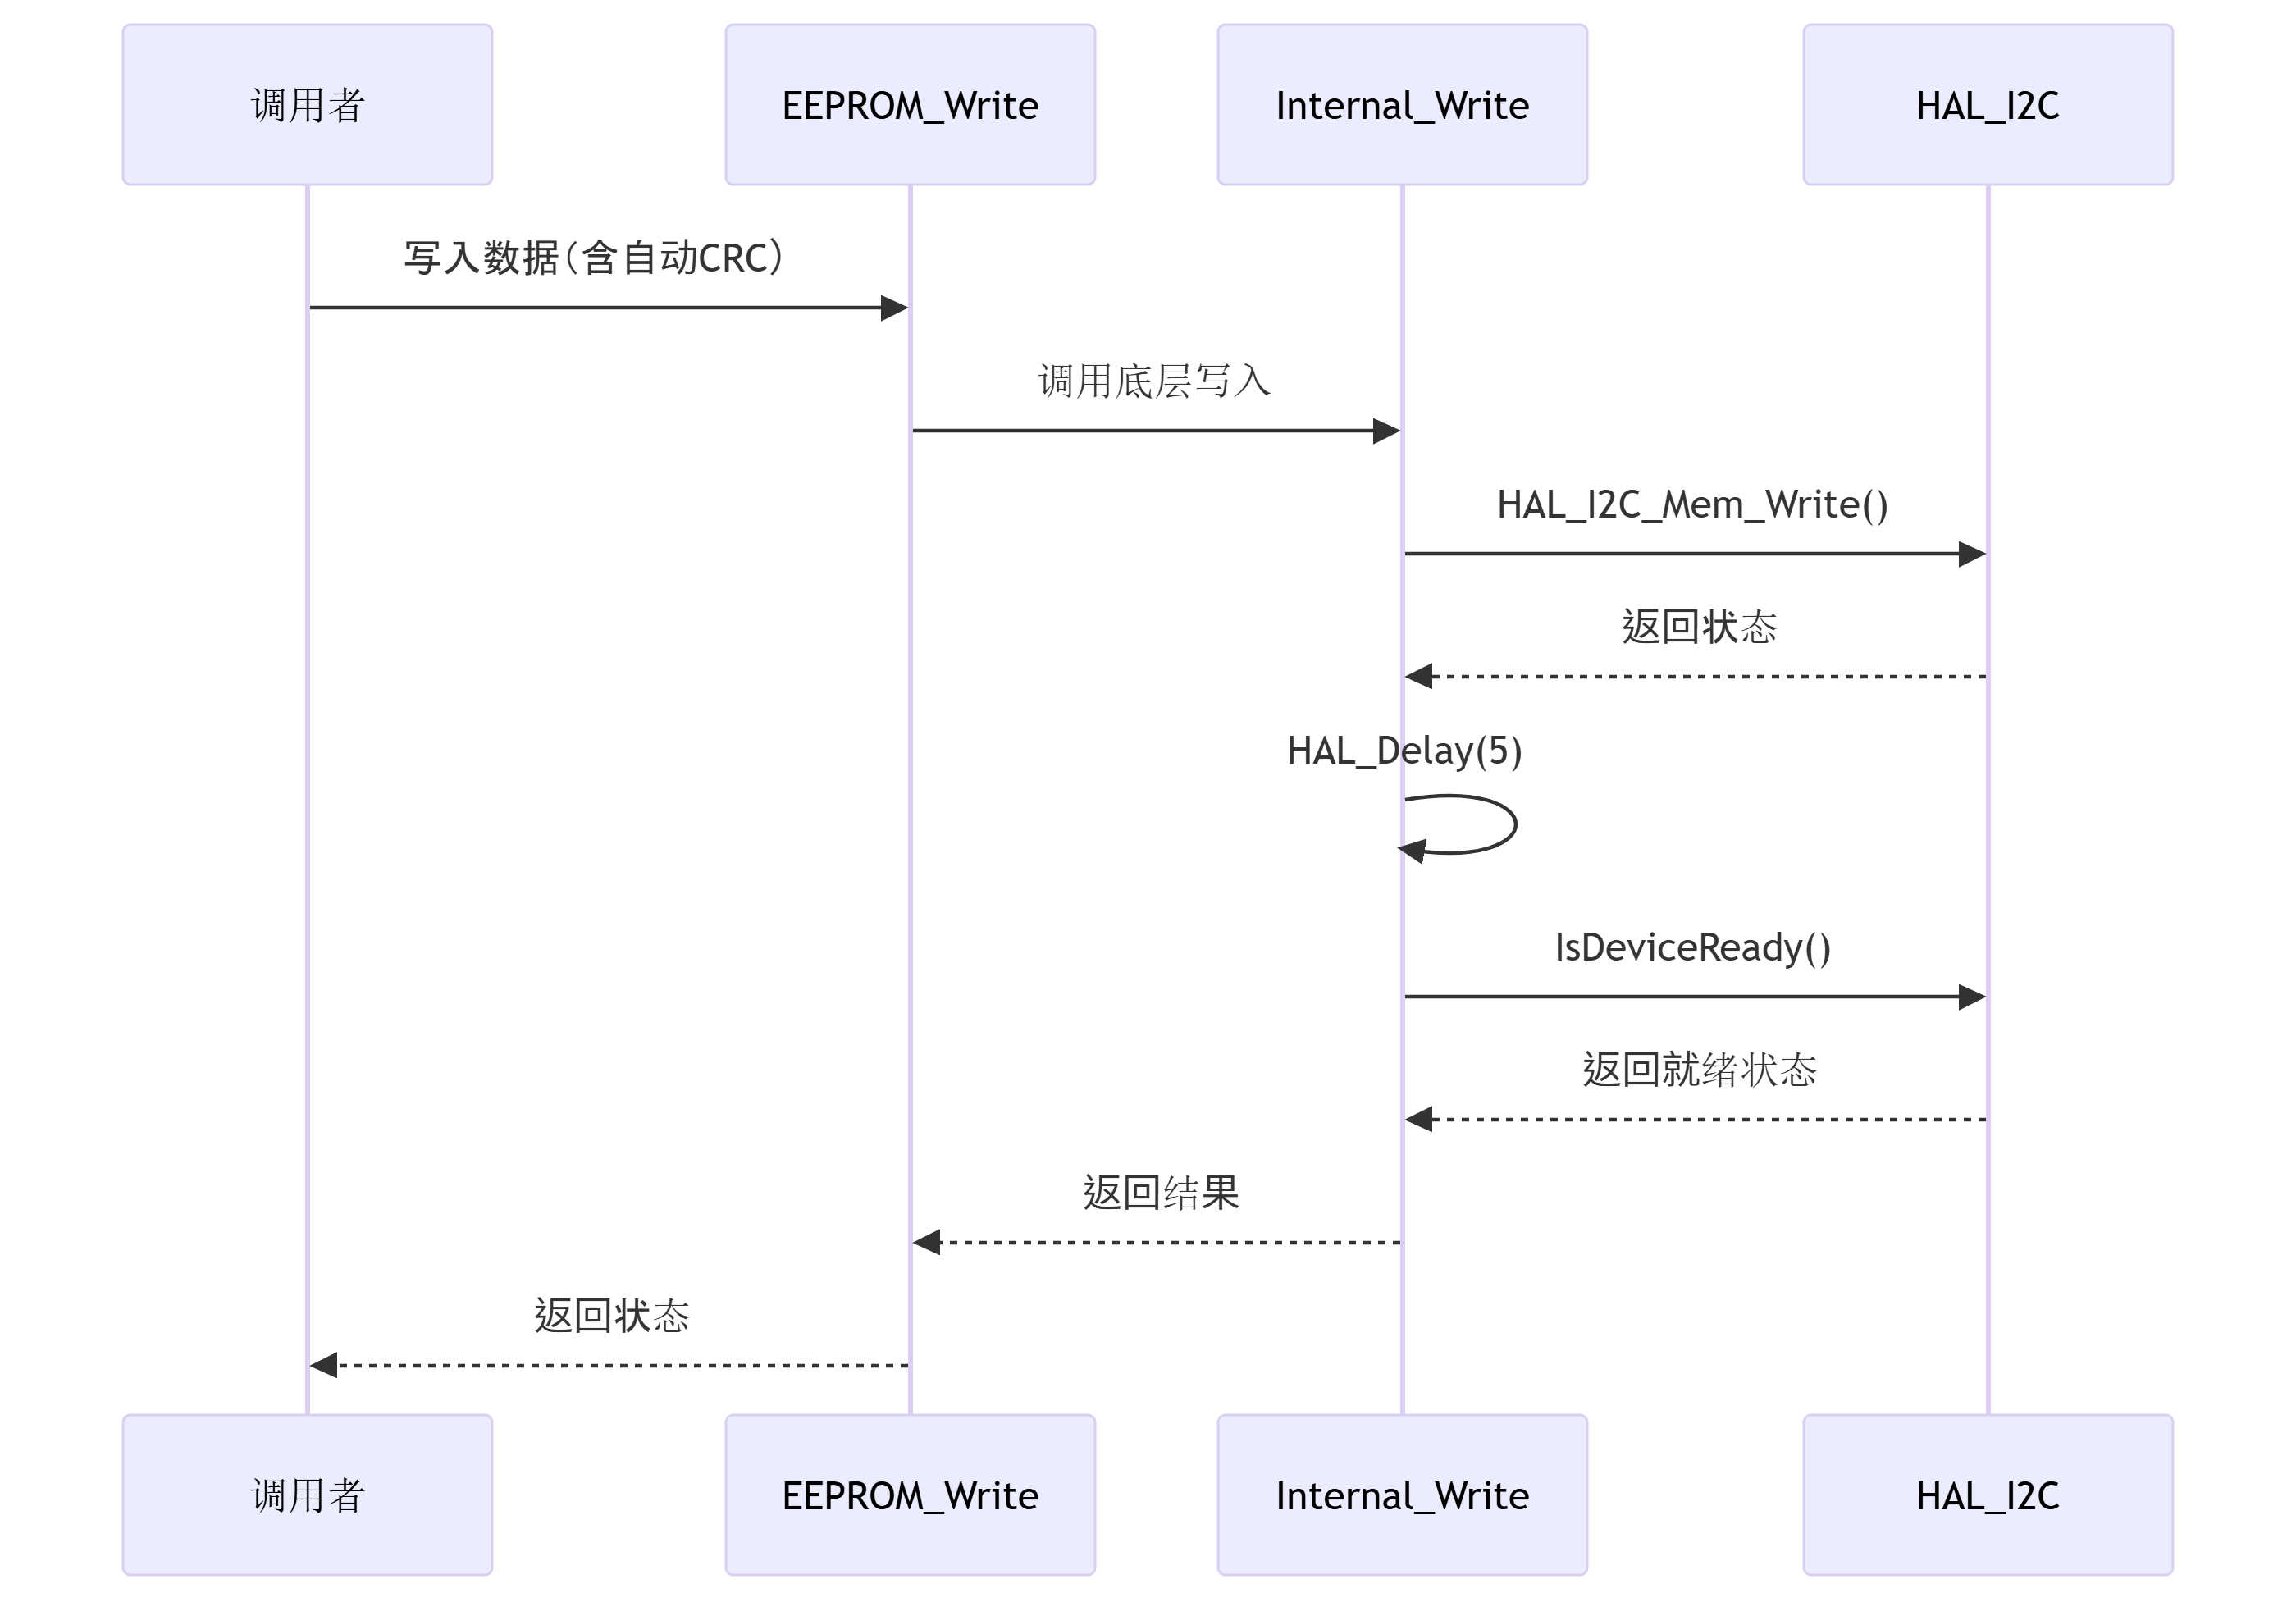 调用者
EEPROM_Write
Internal_Write
HAL_I2C
写入数据（含自动CRC）
调用底层写入
HAL_I2C_Mem_Write()
返回状态
HAL_Delay(5)
IsDeviceReady()
返回就绪状态
返回结果
返回状态
调用者
EEPROM_Write
Internal_Write
HAL_I2C